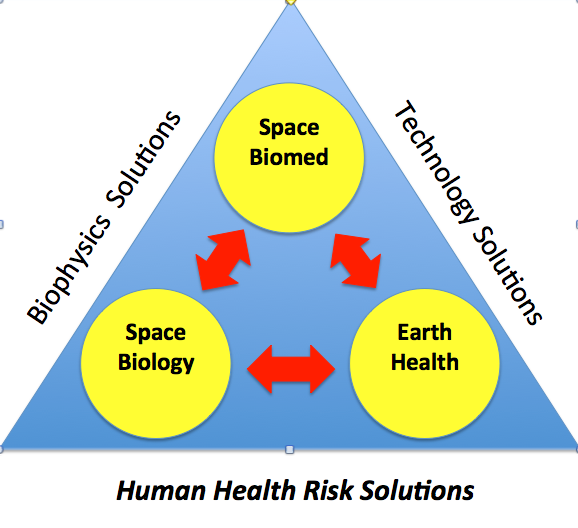 Biophysics Solutions
Technology Solutions
Space
Biomed
Space
Biology
Earth
Health
Human Health Risk Solutions